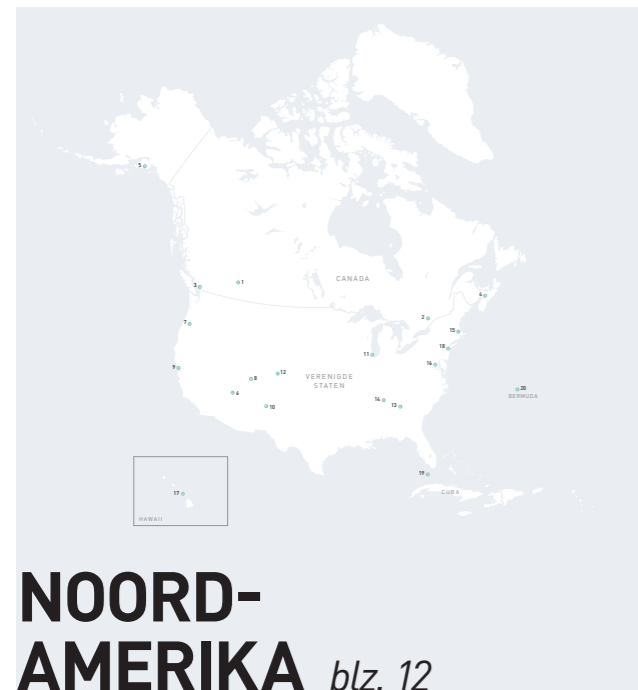 5
1
3
CANADA
4
2
7
15
18
11
16
9
12
8
VERENIGDE
STATEN
20
6
BERMUDA
14
10
13
19
17
CUBA
HAWAII
NOORD-
AMERIKA blz. 12